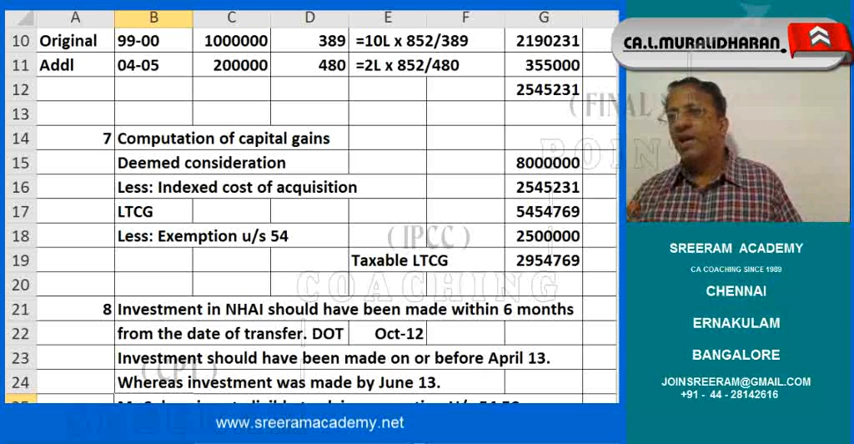 A B C D E F G
10 Original 99-00 1000000 389 =10L x 852/389 2190231
11 Addl 04-05 200000 480 =2L x 852/480 355000
12 2545231
13
14 7 Computation of capital gains
15 Deemed consideration 8000000
16 Less: Indexed cost of acquisition 2545231
17 LTCG 5454769
18 Less: Exemption u/s 54 2500000
19 Taxable LTCG 2954769
20
21 8 Investment in NHAI should have been made within 6 months
22 from the date of transfer. DOT Oct-12
23 Investment should have been made on or before April 13.
24 Whereas investment was made by June 13.
CA.L.MURALIDHARAN.
(FINAL)
POINT
(IPCC)
COACHING
(CPT)
SREERAM ACADEMY
CA COACHING SINCE 1989
CHENNAI
ERNAKULAM
BANGALORE
JOINSREERAM@GMAIL.COM
+91 - 44 - 28142616
www.sreeramacademy.net